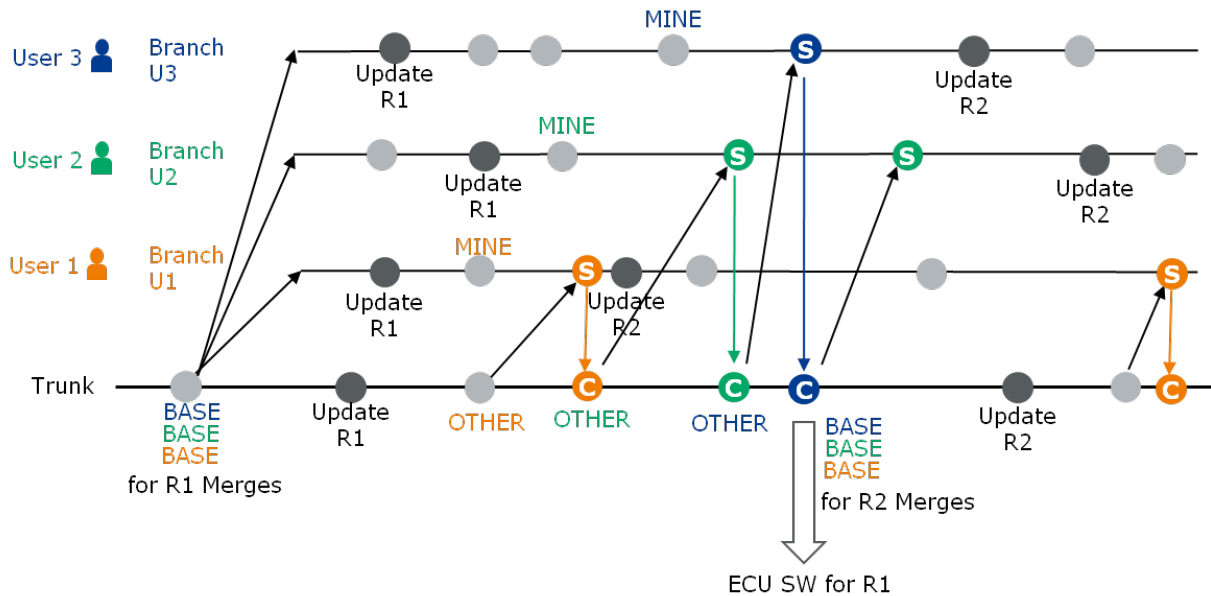 MINE
User 3
Branch
U3
S
Update
R1
Update
R2
MINE
User 2
Branch
U2
S
S
Update
R1
Update
R2
MINE
User 1
Branch
U1
S
S
Update
R1
Update
R2
Trunk
C
C
C
C
BASE
BASE
BASE
for R1 Merges
Update
R1
OTHER
OTHER
OTHER
BASE
BASE
BASE
for R2 Merges
Update
R2
ECU SW for R1